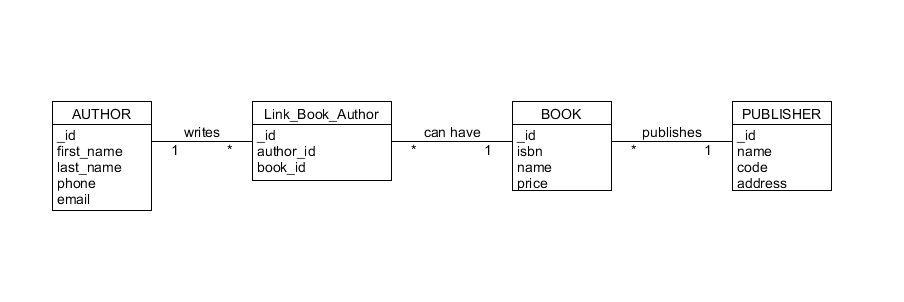 AUTHOR
_id
first_name
last_name
phone
email
writes
1 *
Link_Book_Author
_id
author_id
book_id
can have
* 1
BOOK
_id
isbn
name
price
publishes
* 1
PUBLISHER
_id
name
code
address